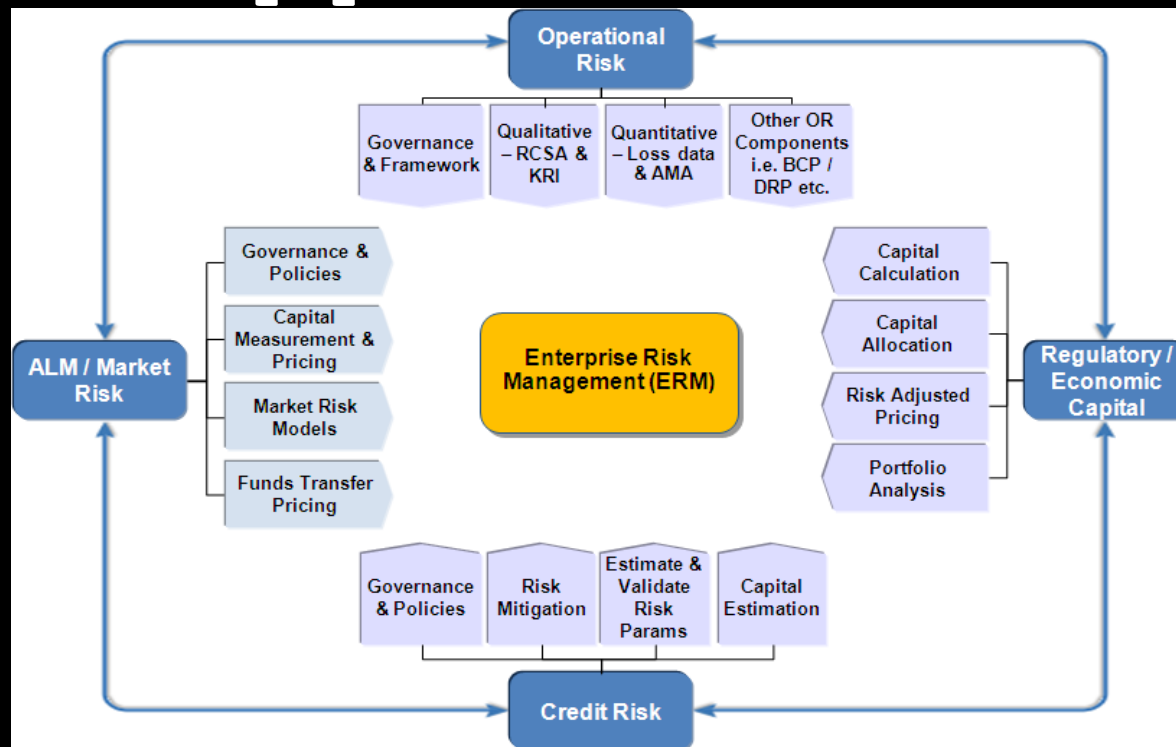 Operational
Risk
Governance
& Framework
Qualitative
– RCSA &
KRI
Quantitative
– Loss data
& AMA
Other OR
Components
i.e. BCP /
DRP etc.
Governance &
Policies
Capital
Measurement &
Pricing
Market Risk
Models
Funds Transfer
Pricing
ALM / Market
Risk
Enterprise Risk
Management (ERM)
Capital
Calculation
Capital
Allocation
Risk Adjusted
Pricing
Portfolio
Analysis
Regulatory /
Economic
Capital
Governance
& Policies
Risk
Mitigation
Estimate &
Validate
Risk
Params
Capital
Estimation
Credit Risk